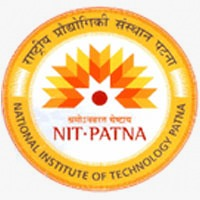 राष्ट्रीय प्रौद्योगिकी संस्थान पटना
NIT-PATNA
NATIONAL INSTITUTE OF TECHNOLOGY PATNA